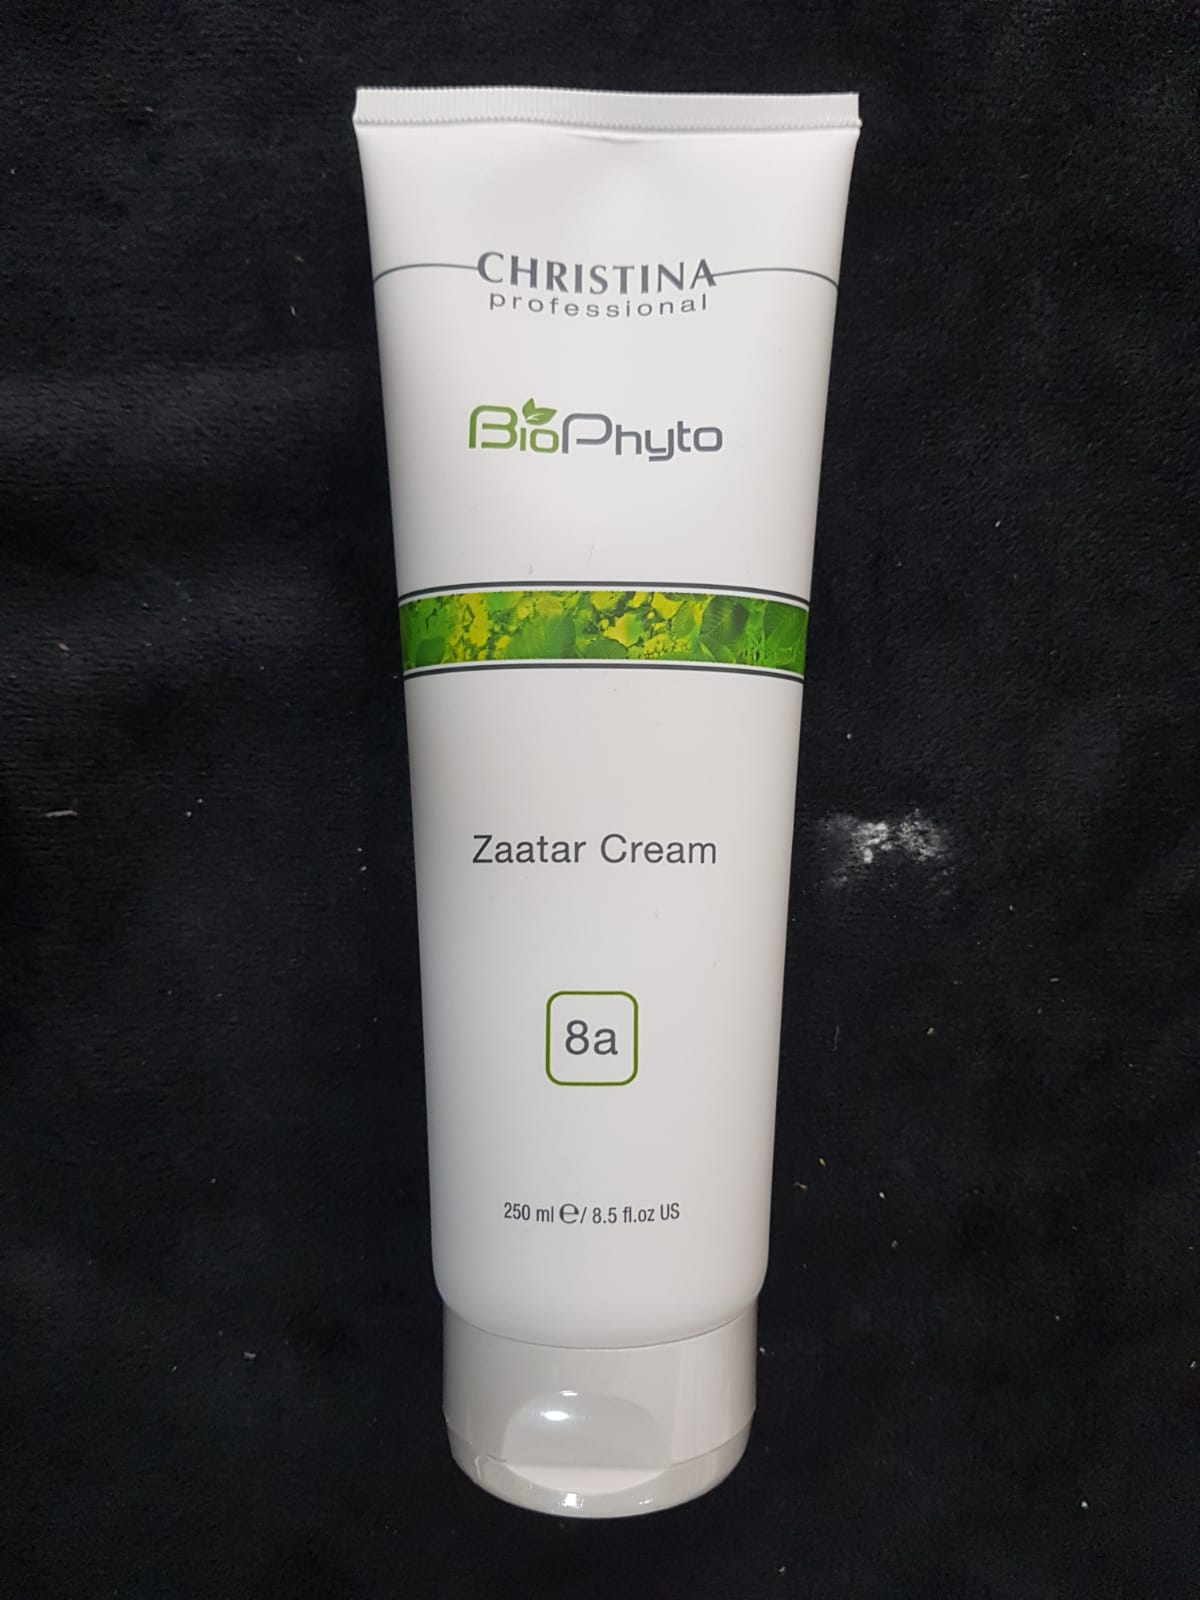 CHRISTINA
professional
BioPhyto
Zaatar Cream
8a
250 ml ℮/ 8.5 fl.oz US